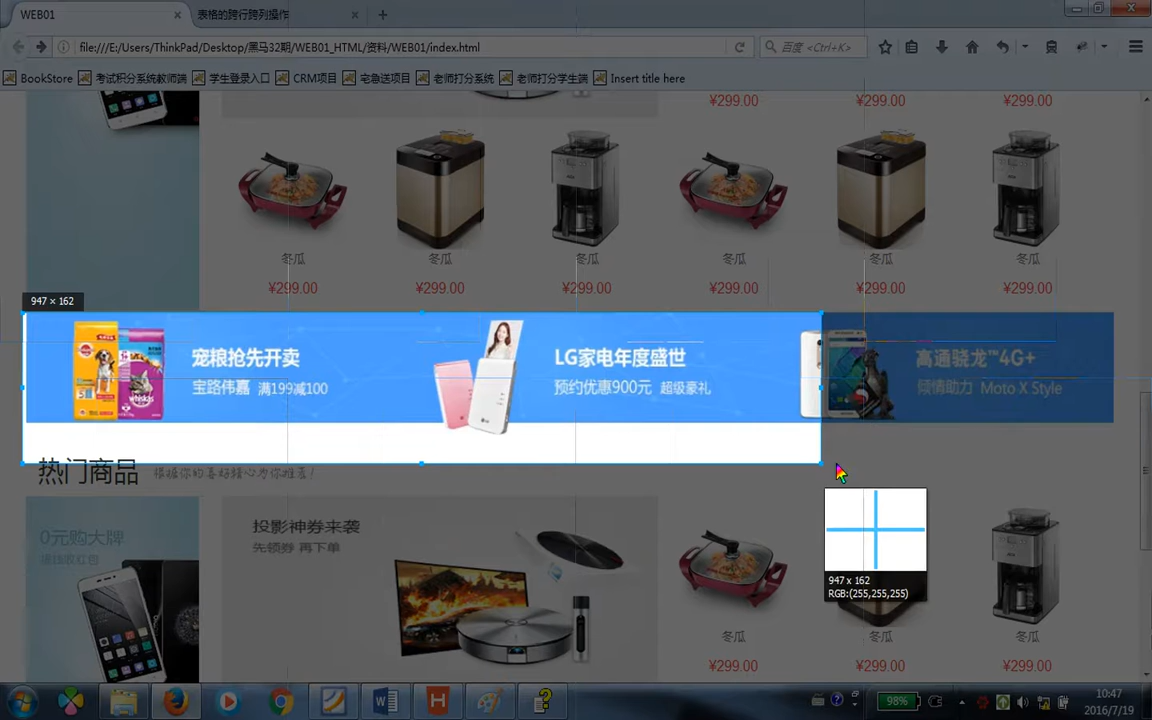 WEB01
表格的跨行跨列操作
file:///E:/Users/ThinkPad/Desktop/黑马32期/WEB01_HTML/资料/WEB01/index.html
百度 <Ctrl+K>
BookStore 考试积分系统教师端 学生登录入口 CRM项目 宅急送项目 老师打分系统 老师打分学生端 Insert title here
¥299.00 ¥299.00 ¥299.00
冬瓜 冬瓜 冬瓜 冬瓜 冬瓜 冬瓜
¥299.00 ¥299.00 ¥299.00 ¥299.00 ¥299.00 ¥299.00
947 × 162
宠粮抢先开卖
宝路伟嘉 满199减100
LG家电年度盛世
预约优惠900元 超级豪礼
高通骁龙™4G+
倾情助力 Moto X Style
热门商品 根据你的喜好精心为你推荐!
0元购大牌
投影神券来袭
先领券 再下单
947 x 162
RGB:(255,255,255)
冬瓜 冬瓜 冬瓜
¥299.00 ¥299.00 ¥299.00
98%
10:47
2016/7/19